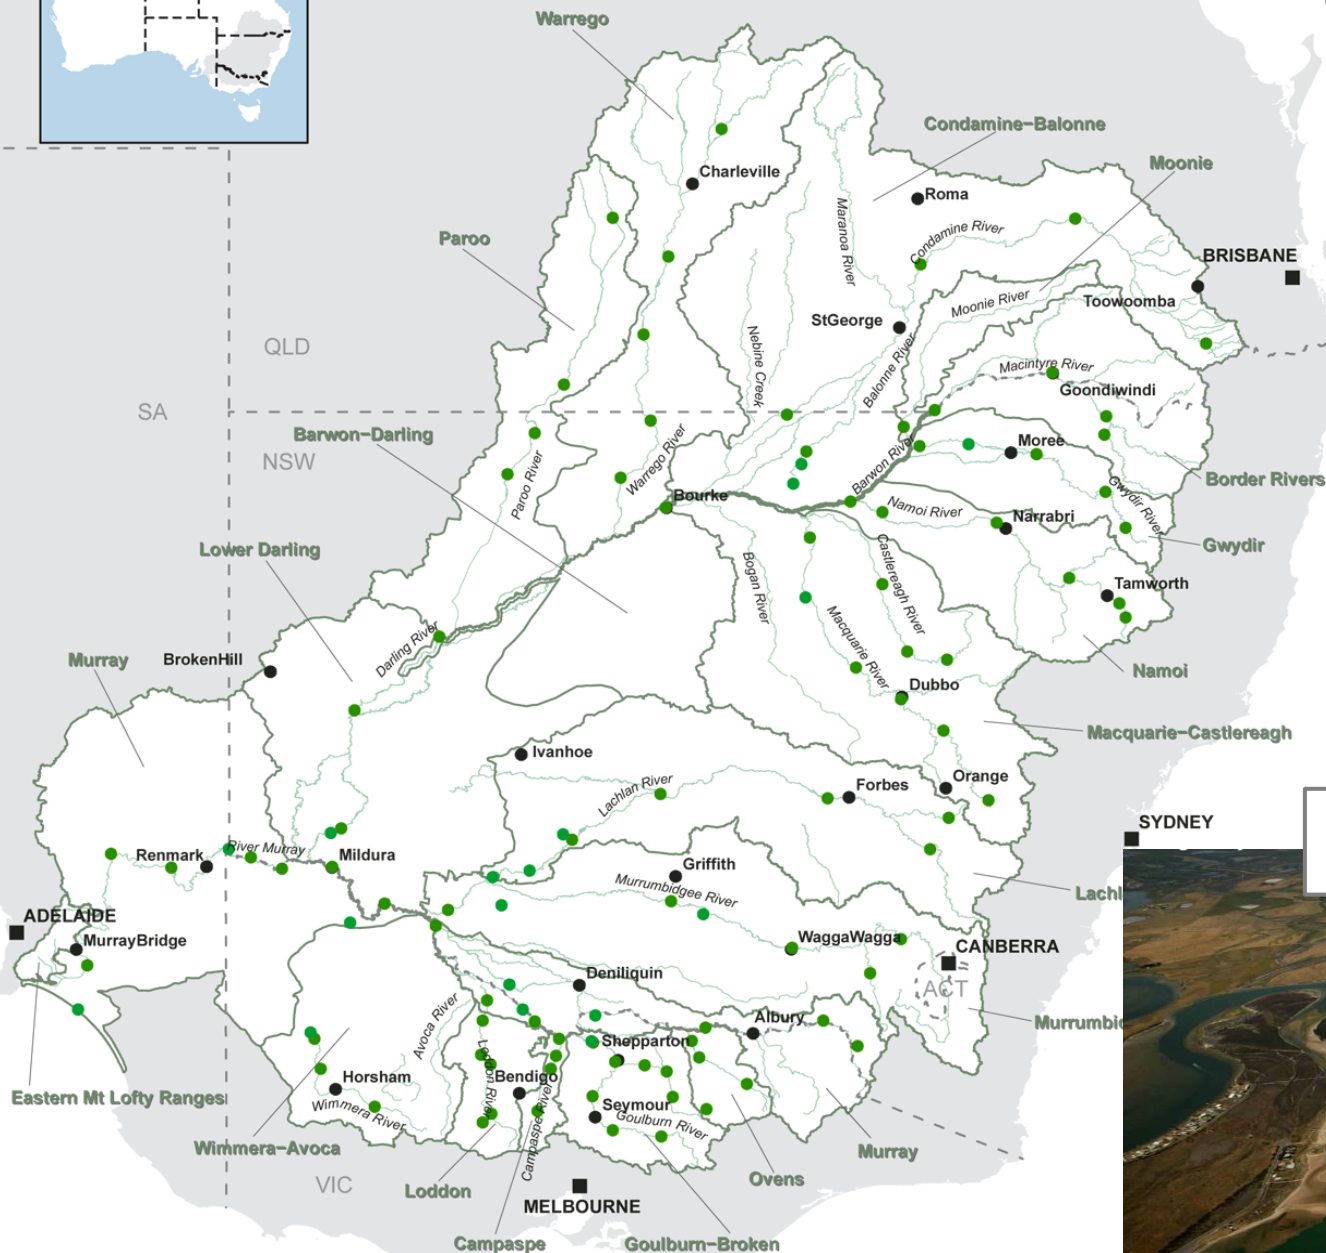 Warrego
Condamine–Balonne
Moonie
Charleville
Roma
Maranoa River
Condamine River
Paroo
BRISBANE
Toowoomba
Moonie River
StGeorge
Nebine Creek
Balonne River
QLD
Macintyre River
Goondiwindi
SA
Barwon–Darling
NSW
Warrego River
Paroo River
Barwon River
Moree
Border Rivers
Gwydir River
Bourke
Namoi River
Narrabri
Gwydir
Lower Darling
Bogan River
Castlereagh River
Tamworth
Macquarie River
Darling River
Murray
BrokenHill
Namoi
Dubbo
Macquarie–Castlereagh
Ivanhoe
Lachlan River
Forbes
Orange
SYDNEY
Renmark
River Murray
Mildura
Griffith
Murrumbidgee River
Lachl
ADELAIDE
MurrayBridge
WaggaWagga
CANBERRA
Deniliquin
ACT
Avoca River
Albury
Murrumbid
Shepparton
Loddon River
Horsham
Bendigo
Campaspe River
Eastern Mt Lofty Ranges
Wimmera River
Seymour
Goulburn River
Wimmera–Avoca
Murray
VIC
Loddon
Ovens
MELBOURNE
Campaspe
Goulburn–Broken